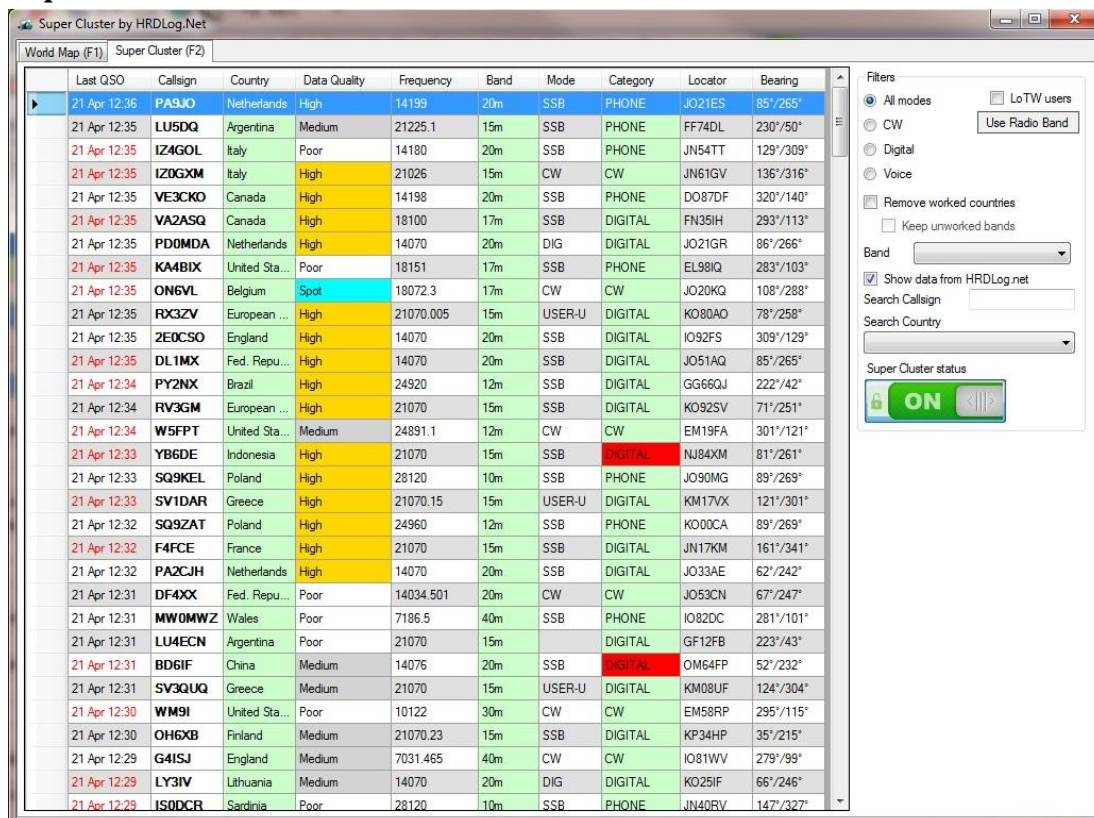 Super Cluster by HRDLog.Net
World Map (F1) Super Cluster (F2)
Last QSO Callsign Country Data Quality Frequency Band Mode Category Locator Bearing
21 Apr 12:36 PA9JO Netherlands High 14199 20m SSB PHONE JO21ES 85°/265°
21 Apr 12:35 LU5DQ Argentina Medium 21225.1 15m SSB PHONE FF74DL 230°/50°
21 Apr 12:35 IZ4GOL Italy Poor 14180 20m SSB PHONE JN54TT 129°/309°
21 Apr 12:35 IZ0GXM Italy High 21026 15m CW CW JN61GV 136°/316°
21 Apr 12:35 VE3CKO Canada High 14198 20m SSB PHONE DO87DF 320°/140°
21 Apr 12:35 VA2ASQ Canada High 18100 17m SSB DIGITAL FN35IH 293°/113°
21 Apr 12:35 PD0MDA Netherlands High 14070 20m DIG DIGITAL JO21GR 86°/266°
21 Apr 12:35 KA4BIX United Sta... Poor 18151 17m SSB PHONE EL98IQ 283°/103°
21 Apr 12:35 ON6VL Belgium Spot 18072.3 17m CW CW JO20KQ 108°/288°
21 Apr 12:35 RX3ZV European ... High 21070.005 15m USER-U DIGITAL KO80AO 78°/258°
21 Apr 12:35 2E0CSO England High 14070 20m SSB DIGITAL IO92FS 309°/129°
21 Apr 12:35 DL1MX Fed. Repu... High 14070 20m SSB DIGITAL JO51AQ 85°/265°
21 Apr 12:34 PY2NX Brazil High 24920 12m SSB DIGITAL GG66QJ 222°/42°
21 Apr 12:34 RV3GM European ... High 21070 15m SSB DIGITAL KO92SV 71°/251°
21 Apr 12:34 W5FPT United Sta... Medium 24891.1 12m CW CW EM19FA 301°/121°
21 Apr 12:33 YB6DE Indonesia High 21070 15m SSB DIGITAL NJ84XM 81°/261°
21 Apr 12:33 SQ9KEL Poland High 28120 10m SSB PHONE JO90MG 89°/269°
21 Apr 12:33 SV1DAR Greece High 21070.15 15m USER-U DIGITAL KM17VX 121°/301°
21 Apr 12:32 SQ9ZAT Poland High 24960 12m SSB PHONE KO00CA 89°/269°
21 Apr 12:32 F4FCE France High 21070 15m SSB DIGITAL JN17KM 161°/341°
21 Apr 12:32 PA2CJH Netherlands High 14070 20m SSB DIGITAL JO33AE 62°/242°
21 Apr 12:31 DF4XX Fed. Repu... Poor 14034.501 20m CW CW JO53CN 67°/247°
21 Apr 12:31 MW0MWZ Wales Poor 7186.5 40m SSB PHONE IO82DC 281°/101°
21 Apr 12:31 LU4ECN Argentina Poor 21070 15m DIGITAL GF12FB 223°/43°
21 Apr 12:31 BD6IF China Medium 14076 20m SSB DIGITAL OM64FP 52°/232°
21 Apr 12:31 SV3QUQ Greece Medium 21070 15m USER-U DIGITAL KM08UF 124°/304°
21 Apr 12:30 WM9I United Sta... Poor 10122 30m CW CW EM58RP 295°/115°
21 Apr 12:30 OH6XB Finland Medium 21070.23 15m SSB DIGITAL KP34HP 35°/215°
21 Apr 12:29 G4ISJ England Medium 7031.465 40m CW CW IO81WV 279°/99°
21 Apr 12:29 LY3IV Lithuania Medium 14070 20m DIG DIGITAL KO25IF 66°/246°
21 Apr 12:29 IS0DCR Sardinia Poor 28120 10m SSB PHONE JN40RV 147°/327°
Filters
All modes LoTW users
CW Use Radio Band
Digital
Voice
Remove worked countries
Keep unworked bands
Band
Show data from HRDLog.net
Search Callsign
Search Country
Super Cluster status
ON